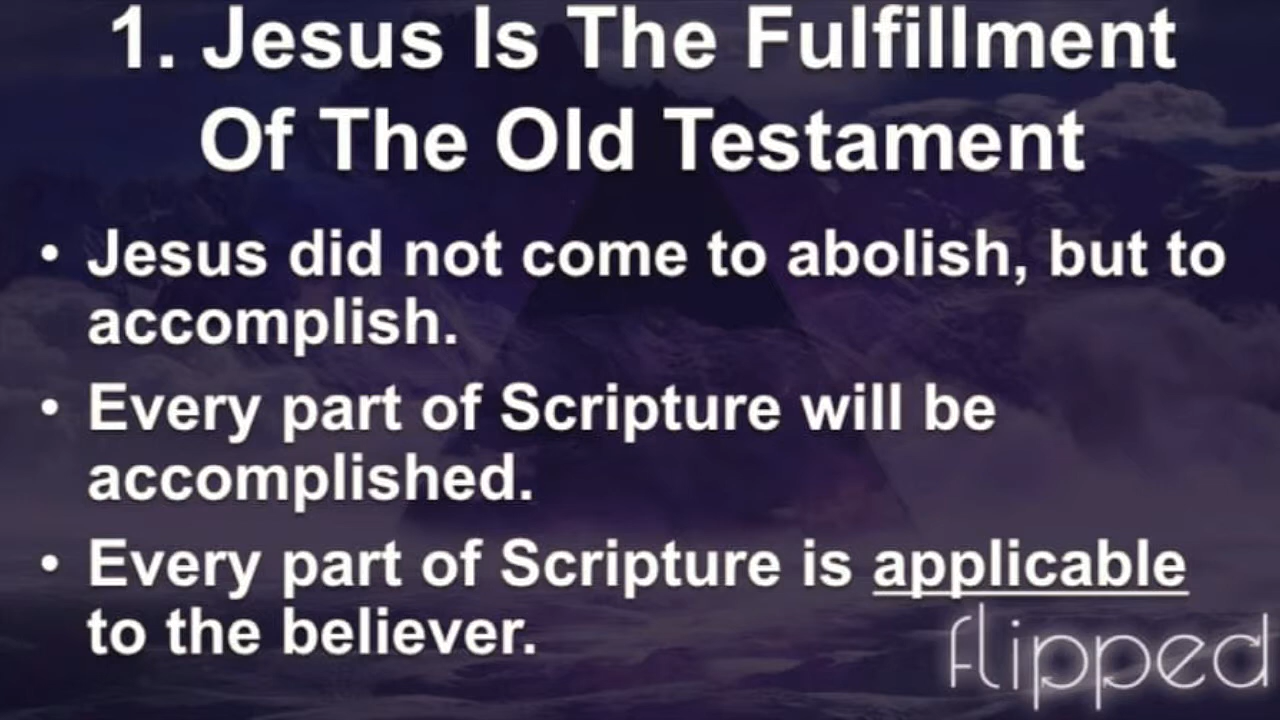 1. Jesus Is The Fulfillment
Of The Old Testament
• Jesus did not come to abolish, but to
accomplish.
• Every part of Scripture will be
accomplished.
• Every part of Scripture is applicable
to the believer.
flipped